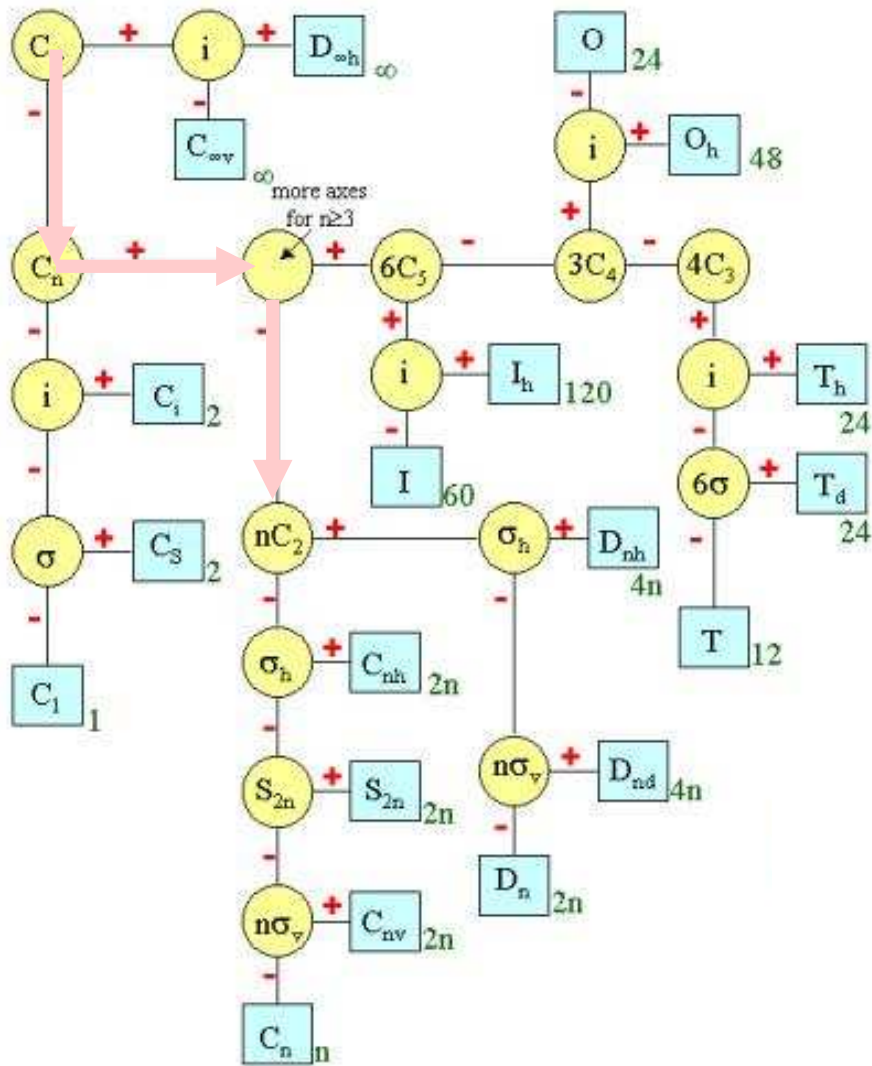 C + i + D∞h ∞
O 24
- - -
C∞v ∞
i + Oh 48
more axes
for n≥3
+
Cn + + 6C5 - 3C4 - 4C3
- - + +
i + Ci 2
i + Ih 120
i + Th 24
- - -
I 60
6σ + Td 24
σ + CS 2
nC2 + σh + Dnh 4n
- - - -
T 12
C1 1
σh + Cnh 2n
-
S2n + S2n 2n
nσv + Dnd 4n
- -
Dn 2n
nσv + Cnv 2n
-
Cn n